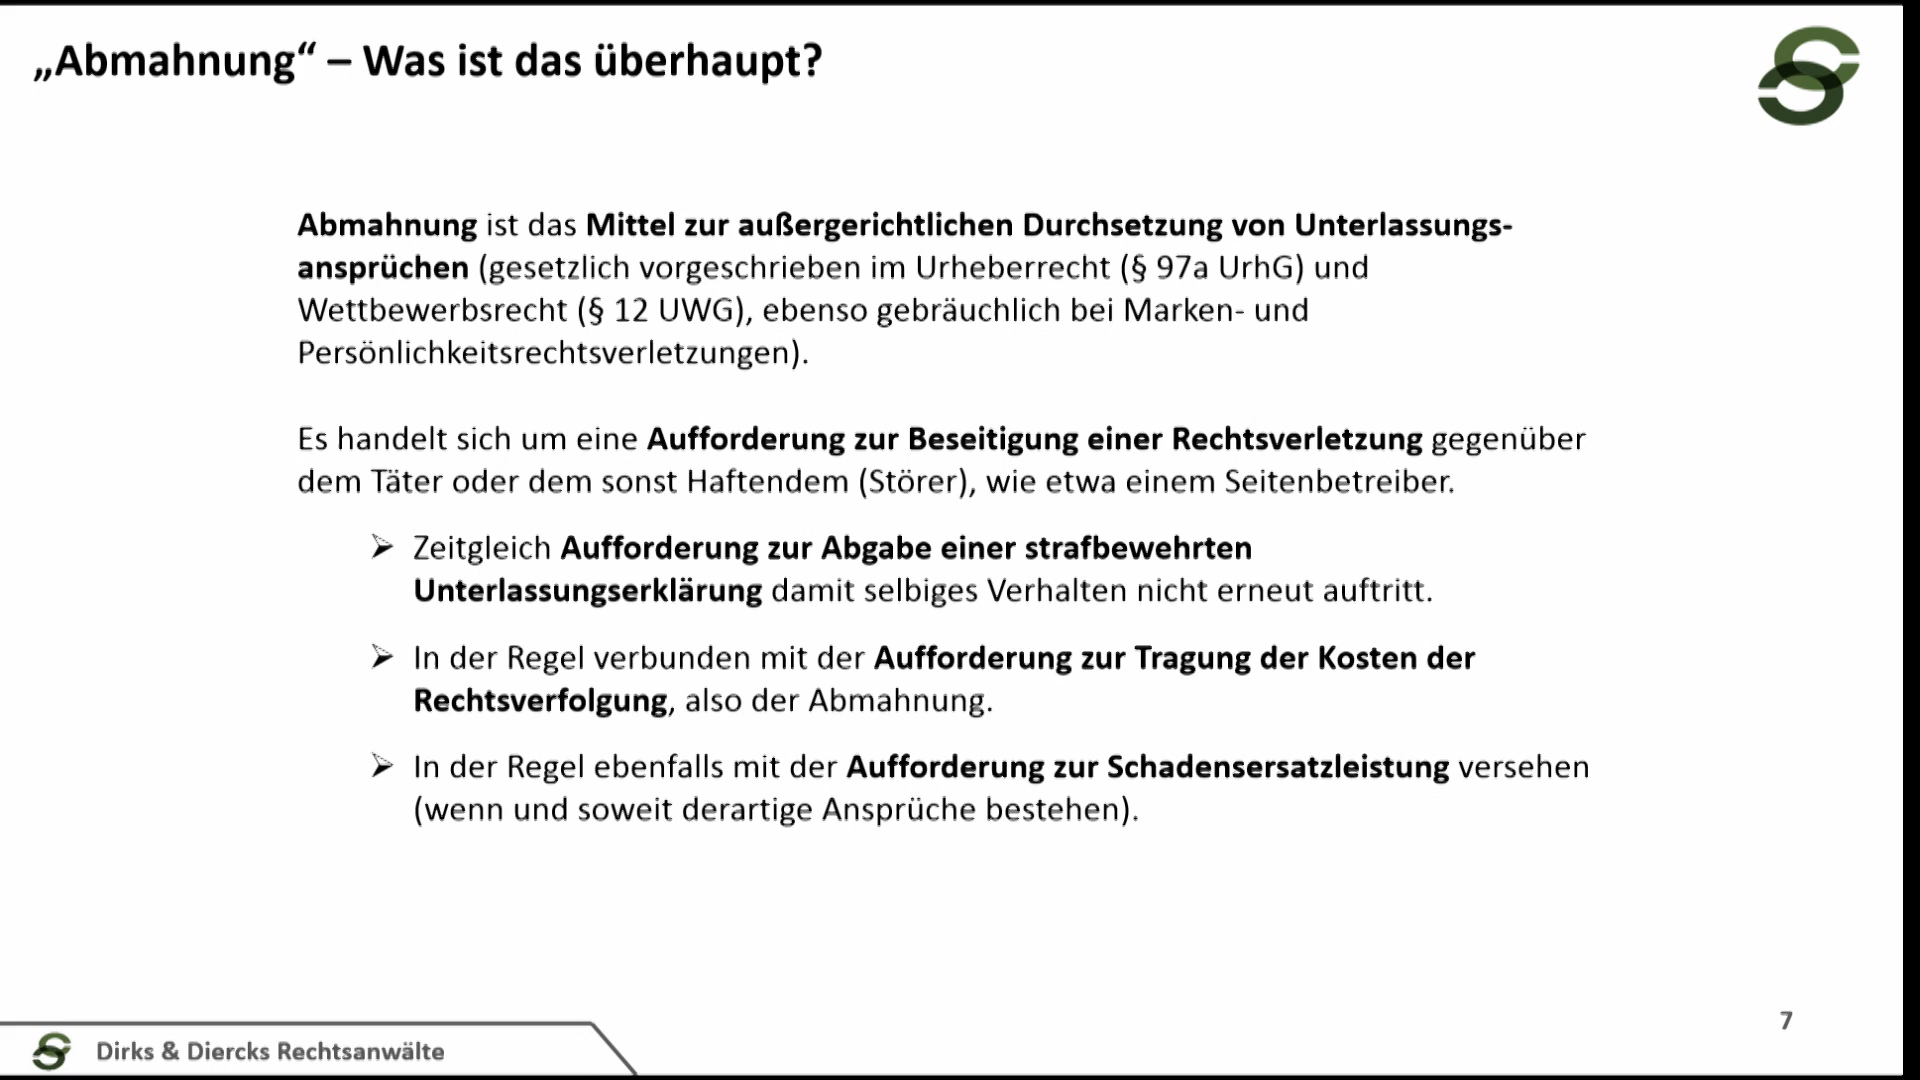 „Abmahnung“ – Was ist das überhaupt?
Abmahnung ist das Mittel zur außergerichtlichen Durchsetzung von Unterlassungs-
ansprüchen (gesetzlich vorgeschrieben im Urheberrecht (§ 97a UrhG) und
Wettbewerbsrecht (§ 12 UWG), ebenso gebräuchlich bei Marken- und
Persönlichkeitsrechtsverletzungen).
Es handelt sich um eine Aufforderung zur Beseitigung einer Rechtsverletzung gegenüber
dem Täter oder dem sonst Haftendem (Störer), wie etwa einem Seitenbetreiber.
➢ Zeitgleich Aufforderung zur Abgabe einer strafbewehrten
Unterlassungserklärung damit selbiges Verhalten nicht erneut auftritt.
➢ In der Regel verbunden mit der Aufforderung zur Tragung der Kosten der
Rechtsverfolgung, also der Abmahnung.
➢ In der Regel ebenfalls mit der Aufforderung zur Schadensersatzleistung versehen
(wenn und soweit derartige Ansprüche bestehen).
7
Dirks & Diercks Rechtsanwälte